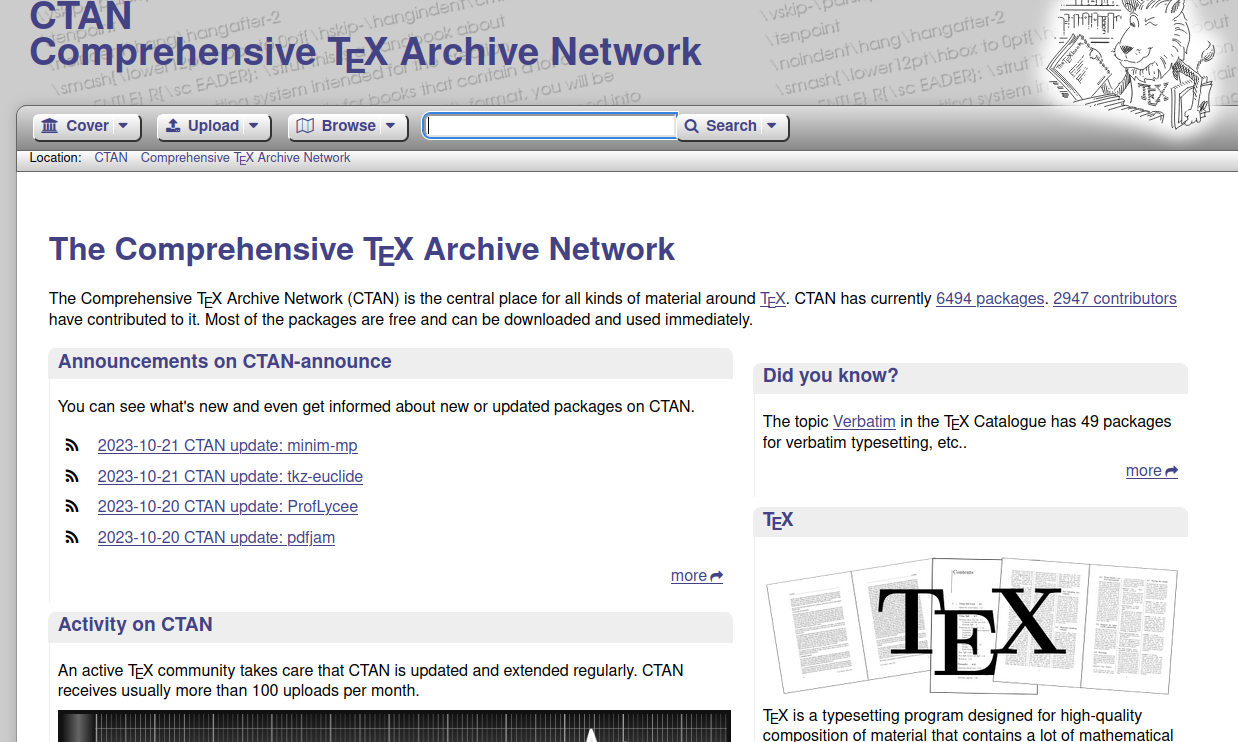 CTAN
Comprehensive TEX Archive Network
Cover
Upload
Browse
Search
Location: CTAN Comprehensive TEX Archive Network
The Comprehensive TEX Archive Network
The Comprehensive TEX Archive Network (CTAN) is the central place for all kinds of material around TEX. CTAN has currently 6494 packages. 2947 contributors
have contributed to it. Most of the packages are free and can be downloaded and used immediately.
Announcements on CTAN-announce
You can see what's new and even get informed about new or updated packages on CTAN.
2023-10-21 CTAN update: minim-mp
2023-10-21 CTAN update: tkz-euclide
2023-10-20 CTAN update: ProfLycee
2023-10-20 CTAN update: pdfjam
more
Activity on CTAN
An active TEX community takes care that CTAN is updated and extended regularly. CTAN
receives usually more than 100 uploads per month.
Did you know?
The topic Verbatim in the TEX Catalogue has 49 packages
for verbatim typesetting, etc..
more
TEX
Contents
TEX
TEX is a typesetting program designed for high-quality
composition of material that contains a lot of mathematical